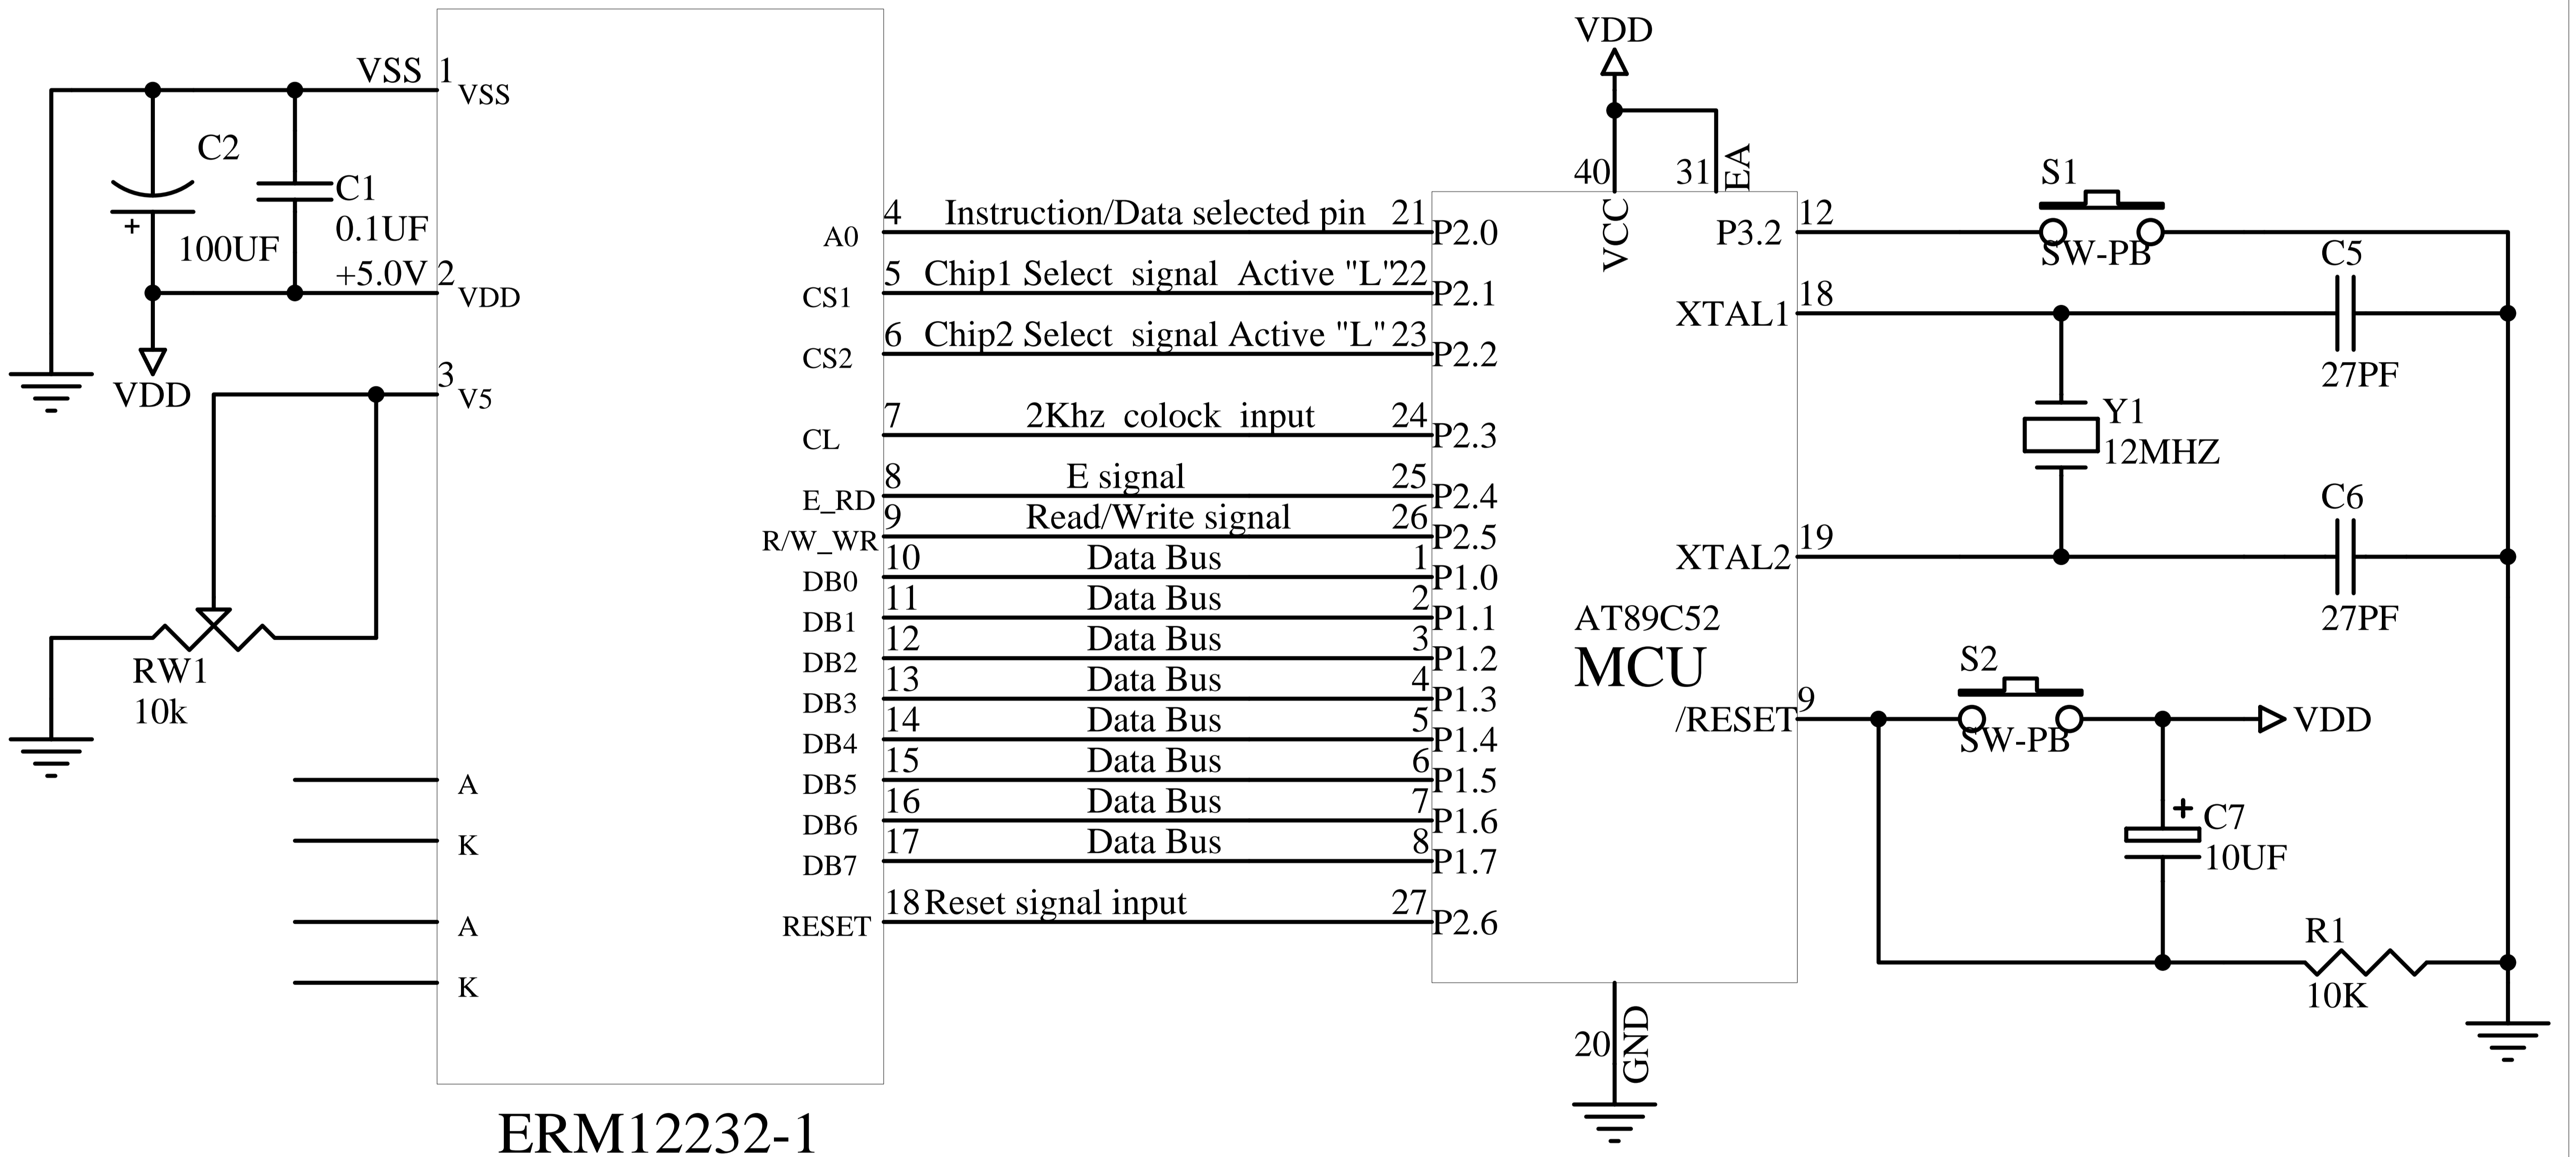 VSS 1
VSS
C2
100UF
C1
0.1UF
+5.0V 2
VDD
VDD
3
V5
RW1
10k
A
K
A
K
A0
4 Instruction/Data selected pin 21
P2.0
CS1
5 Chip1 Select signal Active "L" 22
P2.1
CS2
6 Chip2 Select signal Active "L" 23
P2.2
CL
7 2Khz colock input 24
P2.3
E_RD
8 E signal 25
P2.4
R/W_WR
9 Read/Write signal 26
P2.5
DB0
10 Data Bus 1
P1.0
DB1
11 Data Bus 2
P1.1
DB2
12 Data Bus 3
P1.2
DB3
13 Data Bus 4
P1.3
DB4
14 Data Bus 5
P1.4
DB5
15 Data Bus 6
P1.5
DB6
16 Data Bus 7
P1.6
DB7
17 Data Bus 8
P1.7
RESET
18 Reset signal input 27
P2.6
ERM12232-1
VDD
40
VCC
31
EA
P3.2
12
XTAL1
18
XTAL2
19
AT89C52
MCU
/RESET
9
20
GND
S1
SW-PB
C5
27PF
Y1
12MHZ
C6
27PF
S2
SW-PB
VDD
+
C7
10UF
R1
10K
+